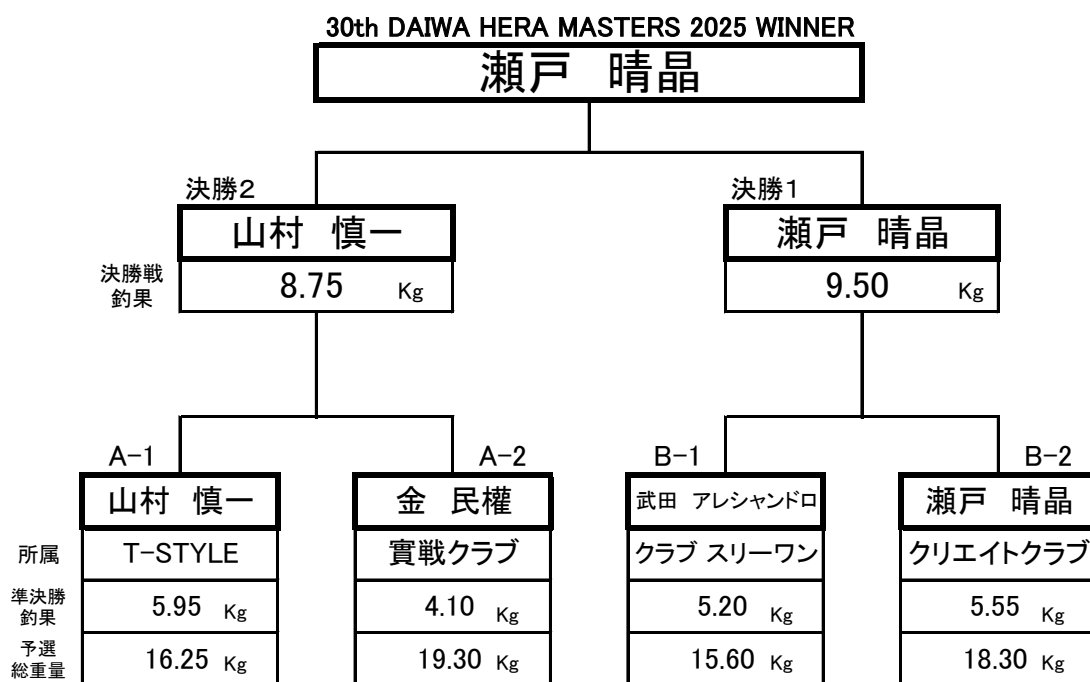 30th DAIWA HERA MASTERS 2025 WINNER
瀬戸 晴晶
決勝2 決勝1
山村 慎一 瀬戸 晴晶
決勝戦
釣果
8.75 Kg 9.50 Kg
A-1 A-2 B-1 B-2
山村 慎一 金 民權 武田 アレシャンドロ 瀬戸 晴晶
所属 T-STYLE 實戦クラブ クラブ スリーワン クリエイトクラブ
準決勝
釣果
5.95 Kg 4.10 Kg 5.20 Kg 5.55 Kg
予選
総重量
16.25 Kg 19.30 Kg 15.60 Kg 18.30 Kg